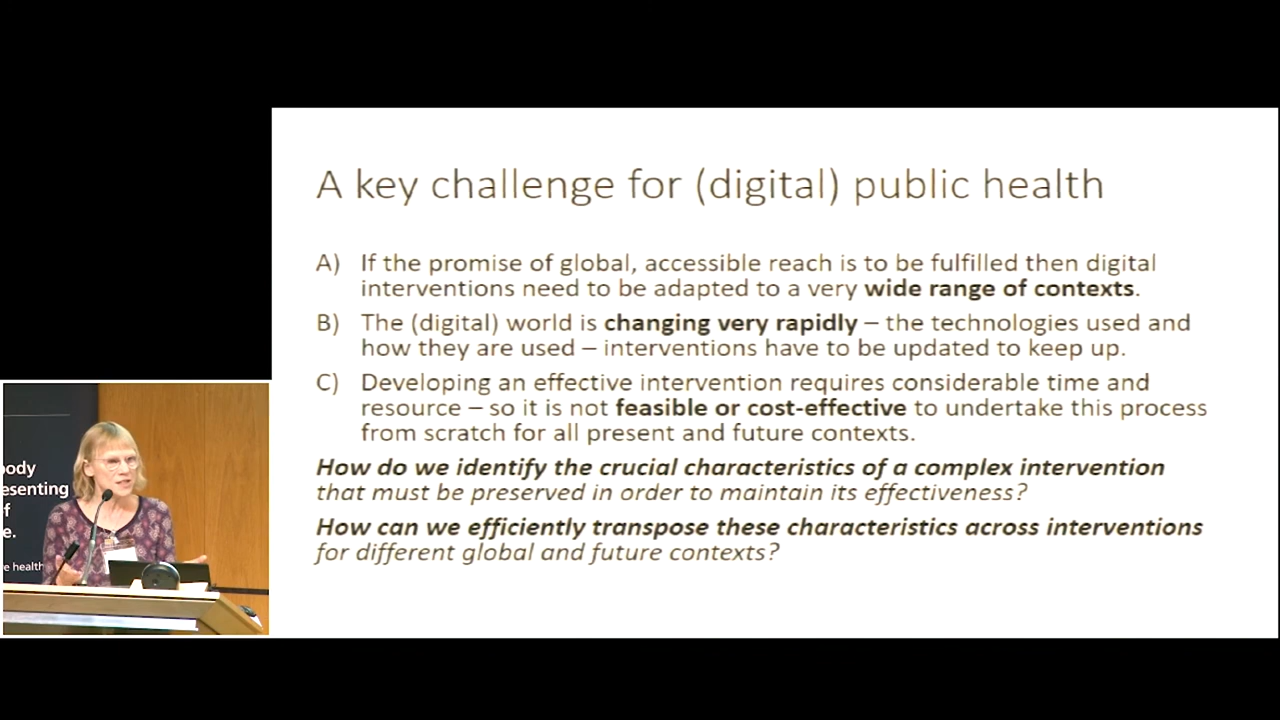 A key challenge for (digital) public health
A) If the promise of global, accessible reach is to be fulfilled then digital
interventions need to be adapted to a very wide range of contexts.
B) The (digital) world is changing very rapidly – the technologies used and
how they are used – interventions have to be updated to keep up.
C) Developing an effective intervention requires considerable time and
resource – so it is not feasible or cost-effective to undertake this process
from scratch for all present and future contexts.
How do we identify the crucial characteristics of a complex intervention
that must be preserved in order to maintain its effectiveness?
How can we efficiently transpose these characteristics across interventions
for different global and future contexts?
ody
esenting
f
e.
e health